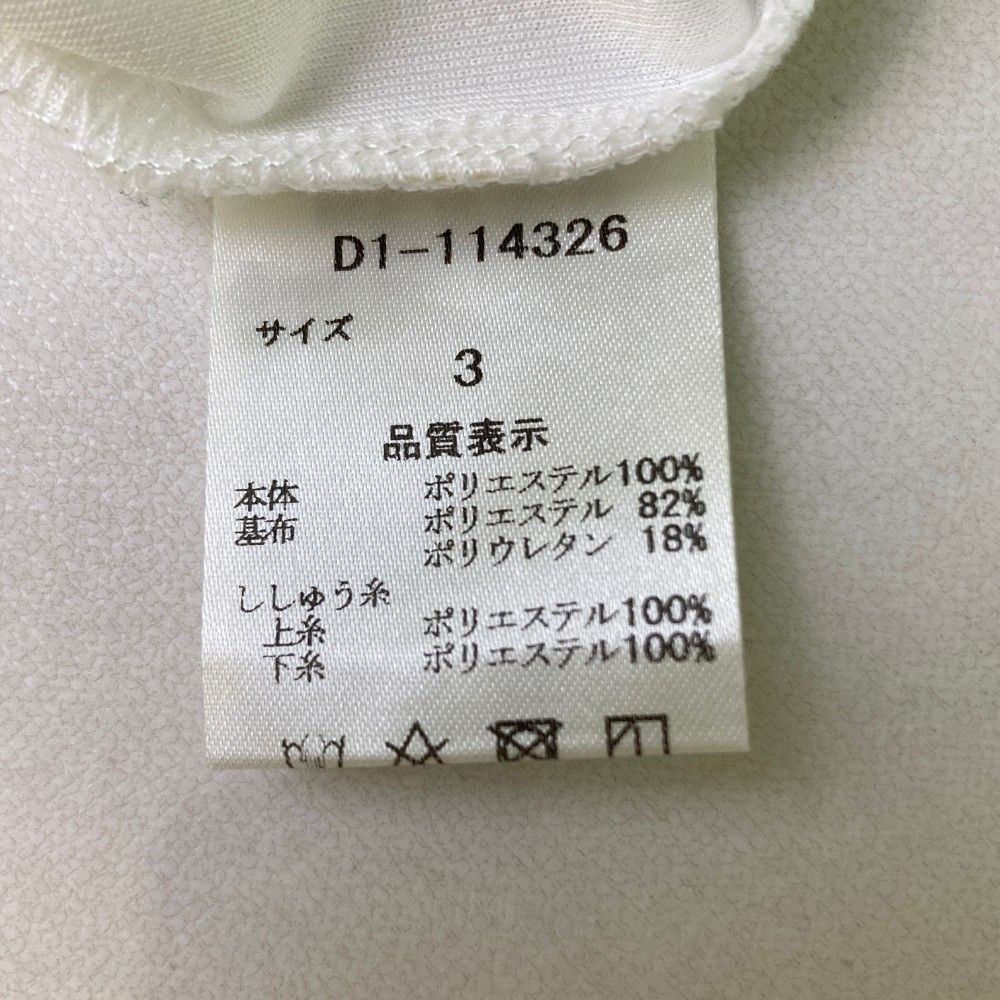 D1-114326
サイズ
3
品質表示
本体 ポリエステル100%
基布 ポリエステル 82%
ポリウレタン 18%
ししゅう糸
上糸 ポリエステル100%
下糸 ポリエステル100%